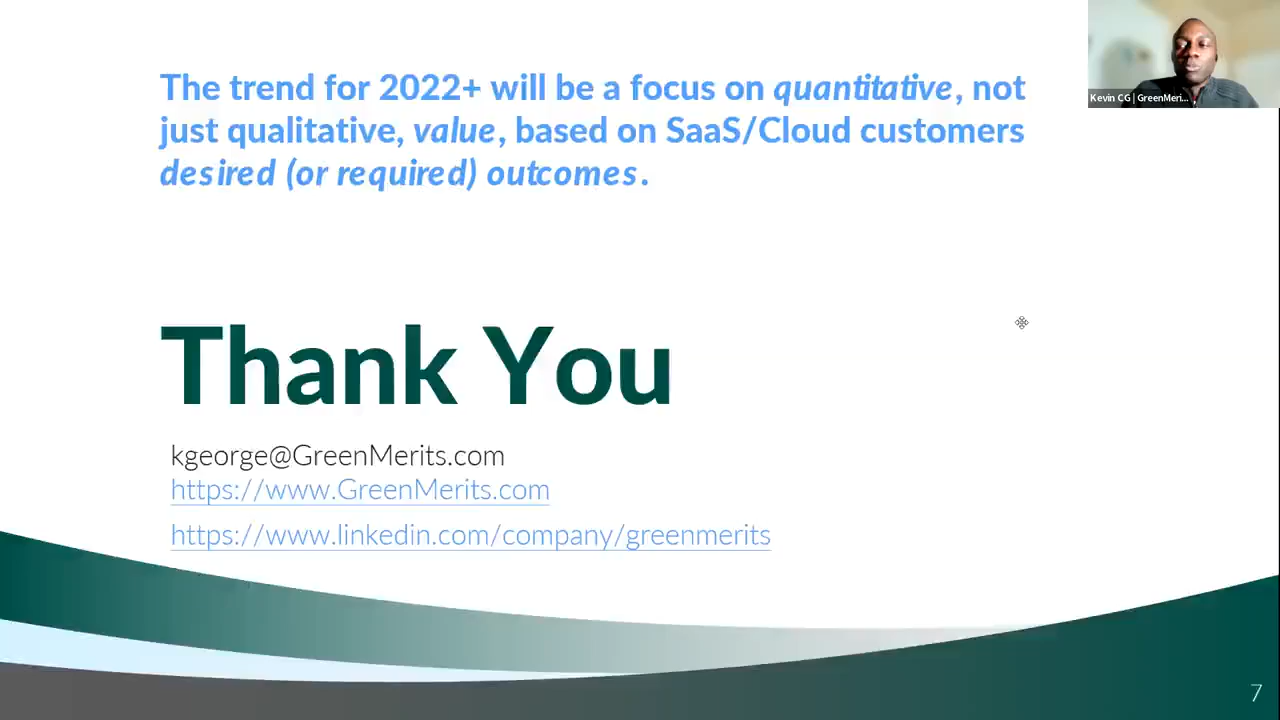 The trend for 2022+ will be a focus on quantitative, not
just qualitative, value, based on SaaS/Cloud customers
desired (or required) outcomes.
Kevin CG | GreenMeri...
Thank You
kgeorge@GreenMerits.com
https://www.GreenMerits.com
https://www.linkedin.com/company/greenmerits
7